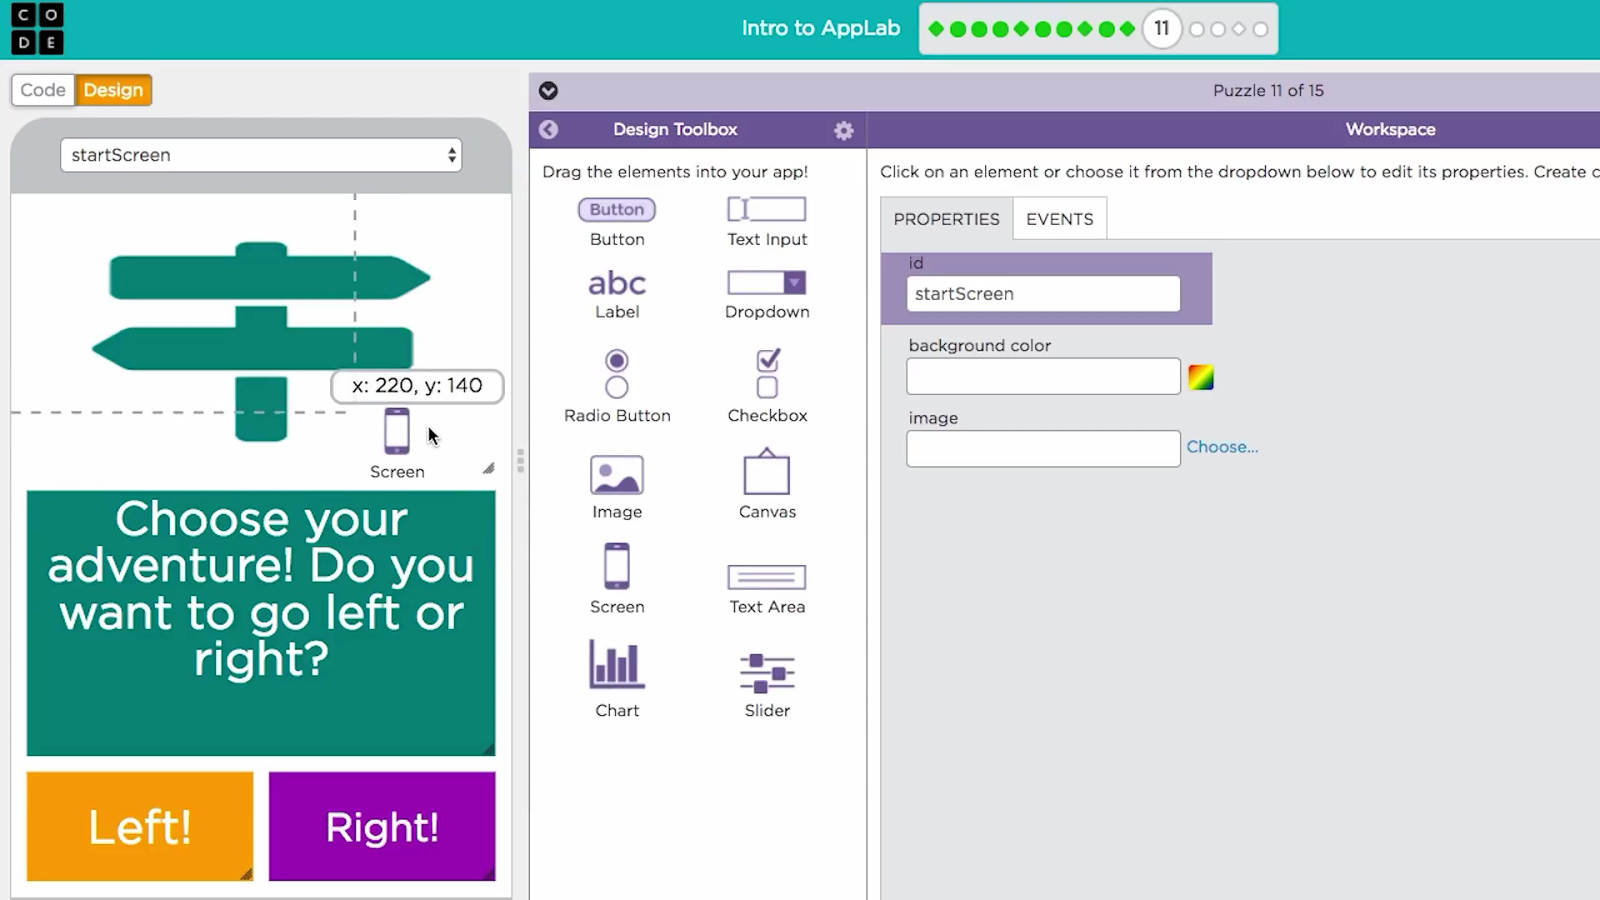 C O
D E
Intro to AppLab
11
Code
Design
Puzzle 11 of 15
startScreen
Design Toolbox
Workspace
Drag the elements into your app!
Click on an element or choose it from the dropdown below to edit its properties. Create
Button
Button
Text Input
abc
Label
Dropdown
Radio Button
Checkbox
Image
Canvas
Screen
Text Area
Chart
Slider
PROPERTIES
EVENTS
id
startScreen
background color
image
Choose...
x: 220, y: 140
Screen
Choose your
adventure! Do you
want to go left or
right?
Left!
Right!